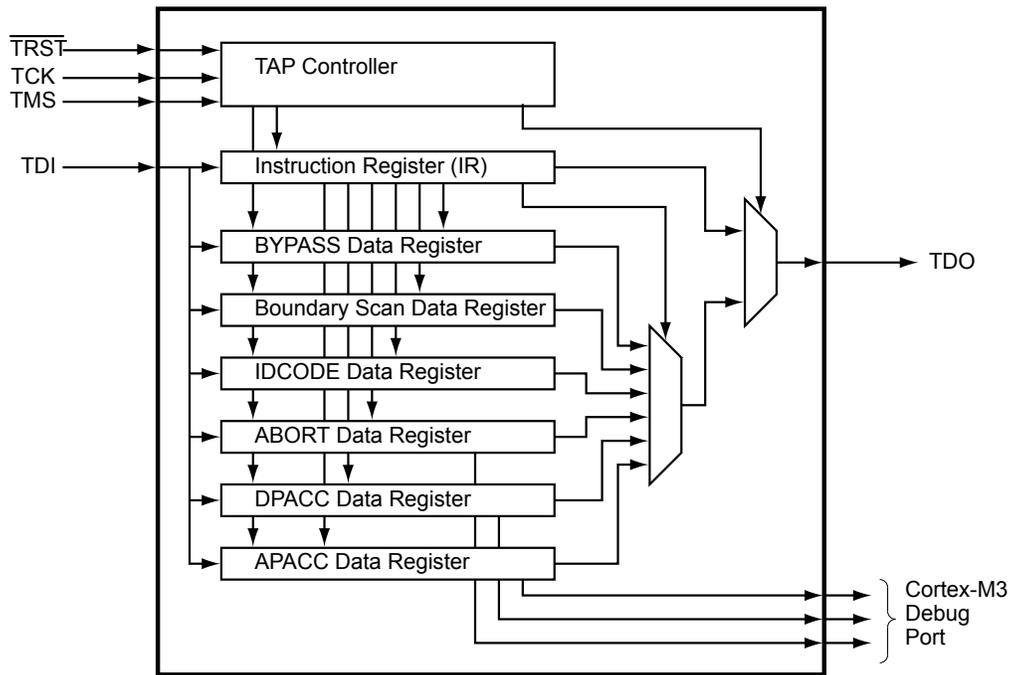 TRST
TCK
TMS
TDI
TAP Controller
Instruction Register (IR)
BYPASS Data Register
Boundary Scan Data Register
IDCODE Data Register
ABORT Data Register
DPACC Data Register
APACC Data Register
TDO
Cortex-M3
Debug
Port